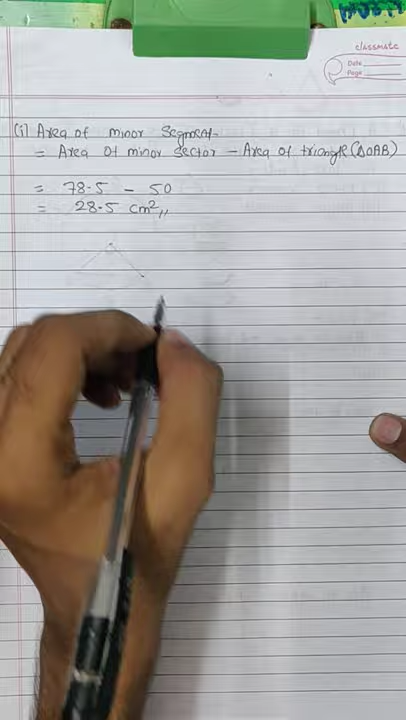 classmate
Date
Page
(i) Area of minor Segment-
= Area of minor sector - Area of triangle (ΔOAB)
= 78.5 - 50
= 28.5 cm²,,